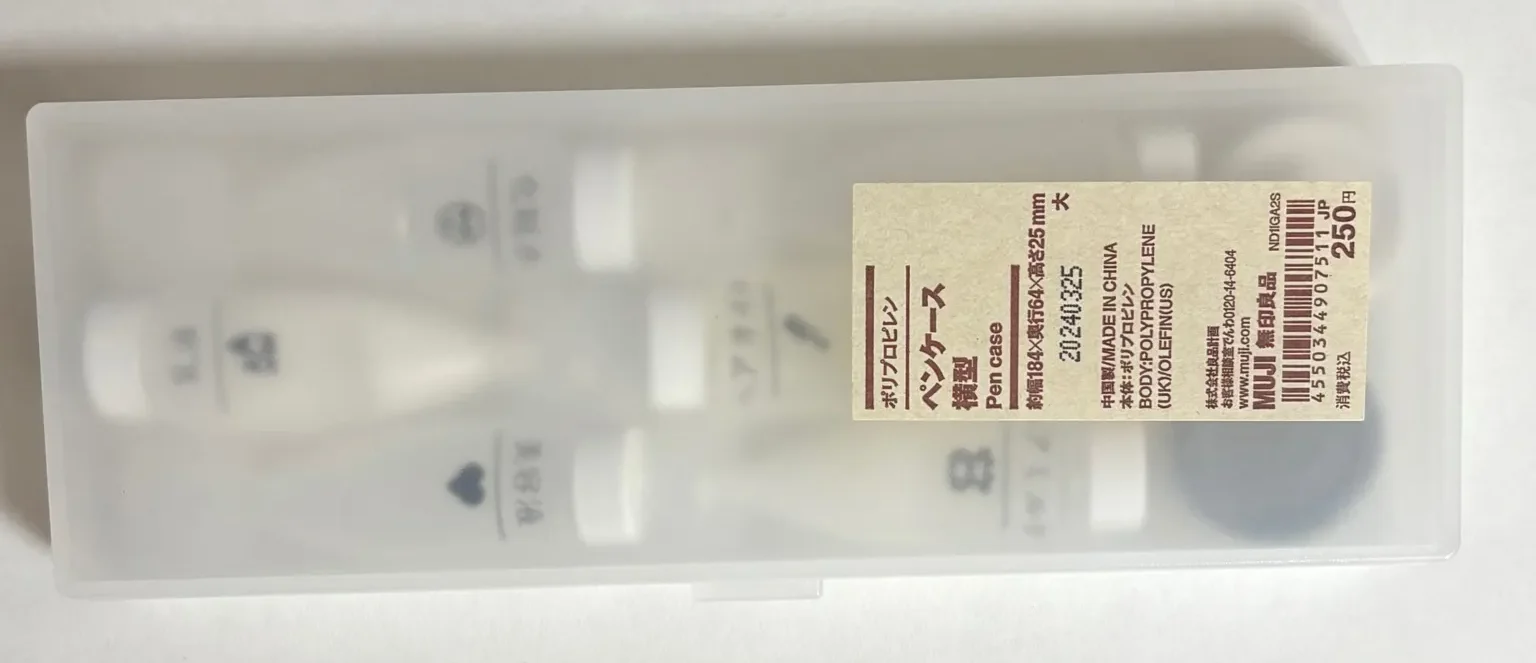 ポリプロピレン
ペンケース
横型
Pen case
約幅184×奥行64×高さ25mm
大
20240325
中国製/MADE IN CHINA
本体:ポリプロピレン
BODY:POLYPROPYLENE
(UK)/OLEFIN(US)
株式会社良品計画
お客様相談室でんわ0120-14-6404
www.muji.com
MUJI 無印良品
ND1IGA2S
4550344907511 JP
消費税込 250円
乳液
美容液
ヘアオイル